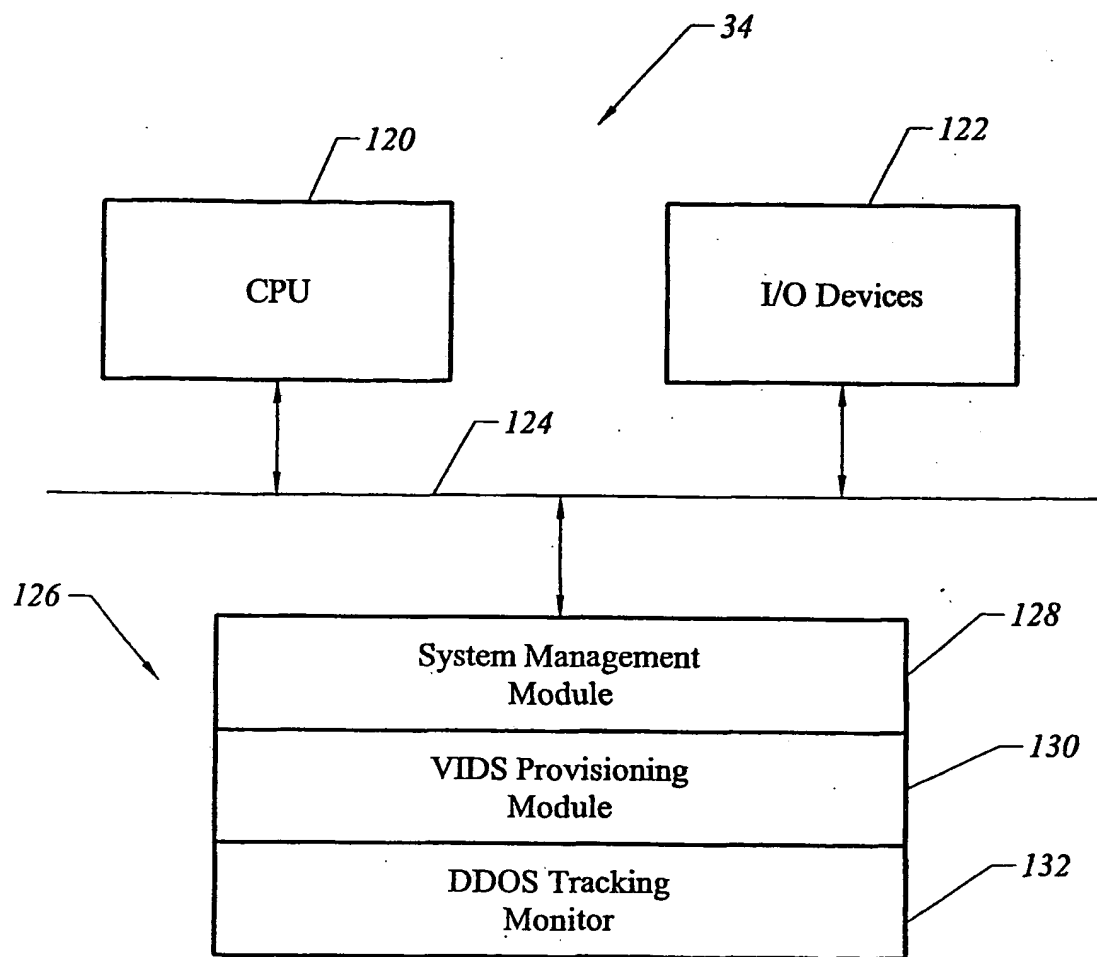 34
120
122
CPU
I/O Devices
124
126
128
System Management
Module
130
VIDS Provisioning
Module
132
DDOS Tracking
Monitor